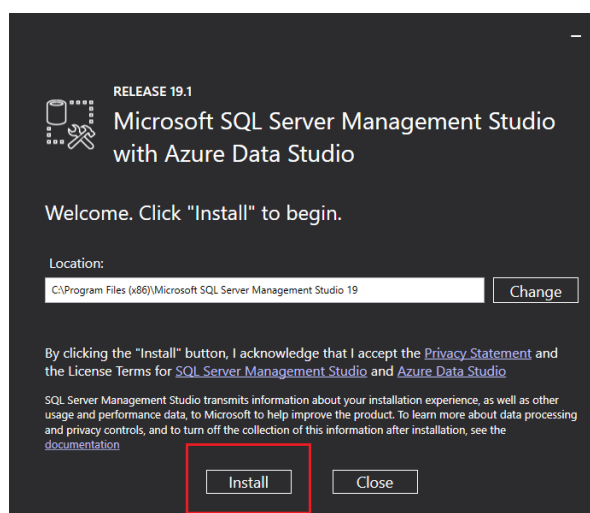 RELEASE 19.1
Microsoft SQL Server Management Studio
with Azure Data Studio
Welcome. Click "Install" to begin.
Location:
C:\Program Files (x86)\Microsoft SQL Server Management Studio 19
Change
By clicking the "Install" button, I acknowledge that I accept the Privacy Statement and
the License Terms for SQL Server Management Studio and Azure Data Studio
SQL Server Management Studio transmits information about your installation experience, as well as other
usage and performance data, to Microsoft to help improve the product. To learn more about data processing
and privacy controls, and to turn off the collection of this information after installation, see the
documentation
Install
Close